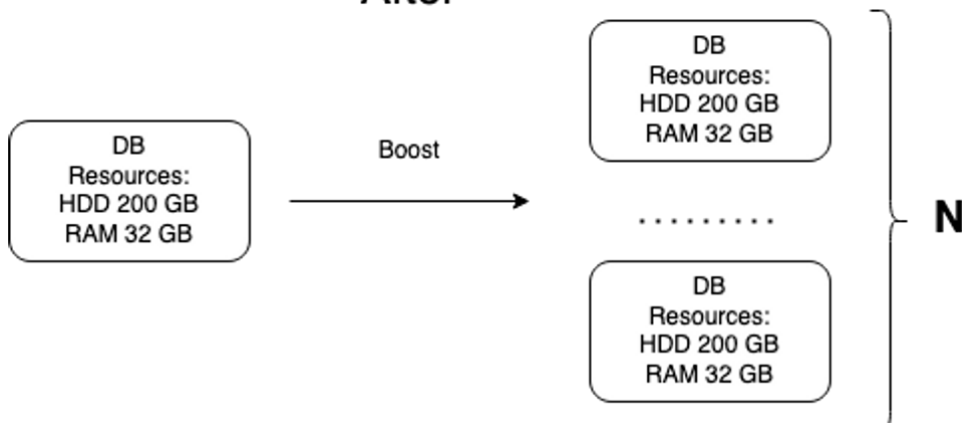 DB
Resources:
HDD 200 GB
RAM 32 GB
Boost
DB
Resources:
HDD 200 GB
RAM 32 GB
.........
DB
Resources:
HDD 200 GB
RAM 32 GB
N